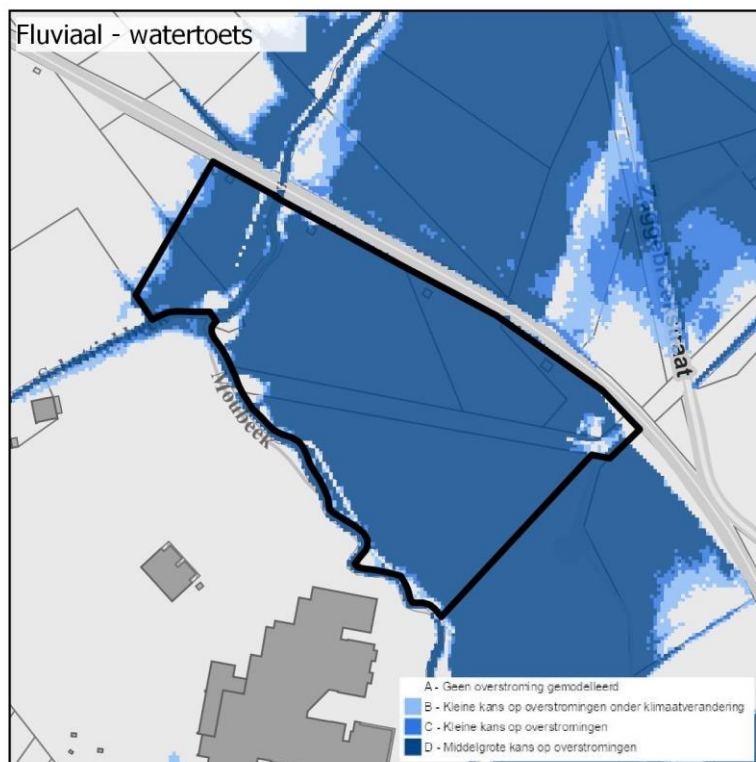 Fluviaal - watertoets
straat
Moubeek
A - Geen overstroming gemodelleerd
B - Kleine kans op overstromingen onder klimaatverandering
C - Kleine kans op overstromingen
D - Middelgrote kans op overstromingen